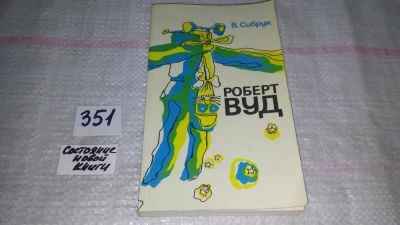 В. Сибрук
РОБЕРТ
ВУД
351
Состояние
новой
книги